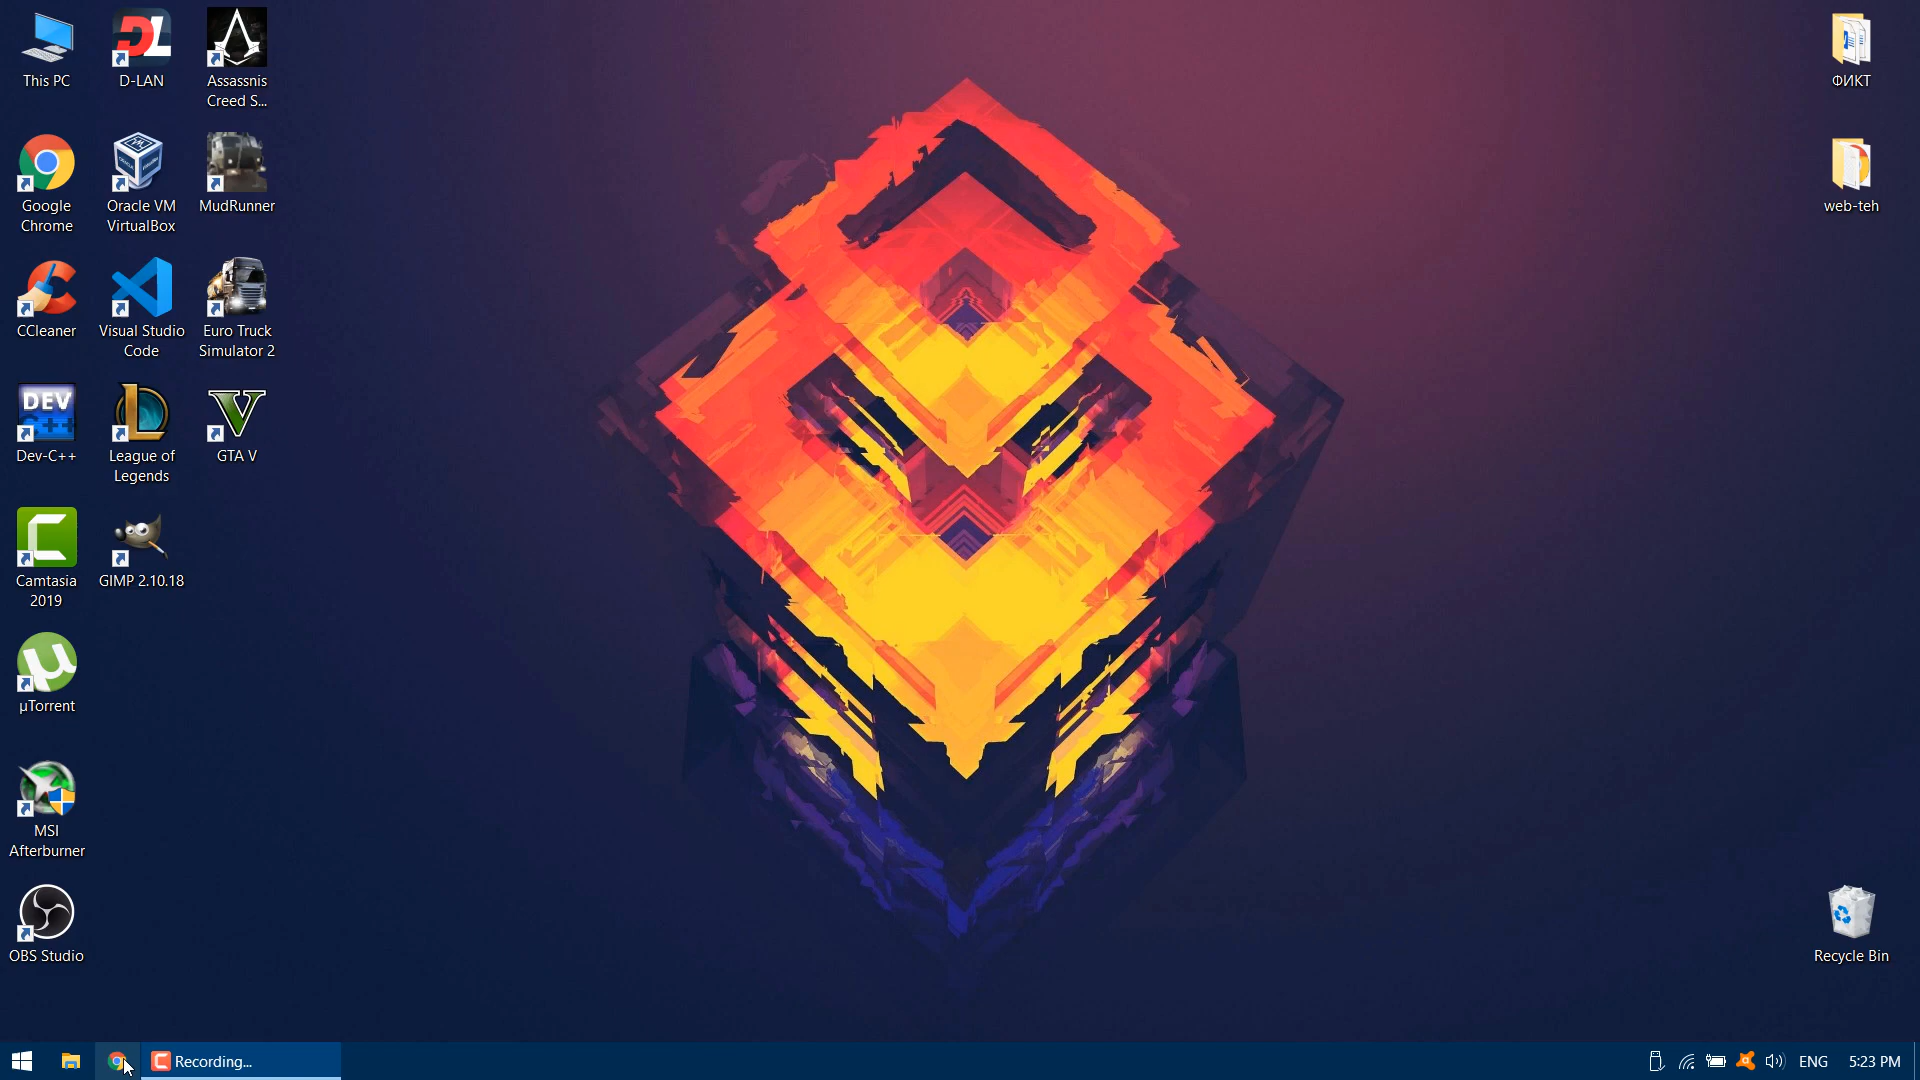 This PC
D-LAN
Assassnis
Creed S...
Google
Chrome
Oracle VM
VirtualBox
MudRunner
CCleaner
Visual Studio
Code
Euro Truck
Simulator 2
DEV
C++
Dev-C++
League of
Legends
GTA V
Camtasia
2019
GIMP 2.10.18
µTorrent
MSI
Afterburner
OBS Studio
ФИКТ
web-teh
Recycle Bin
Recording...
ENG
5:23 PM